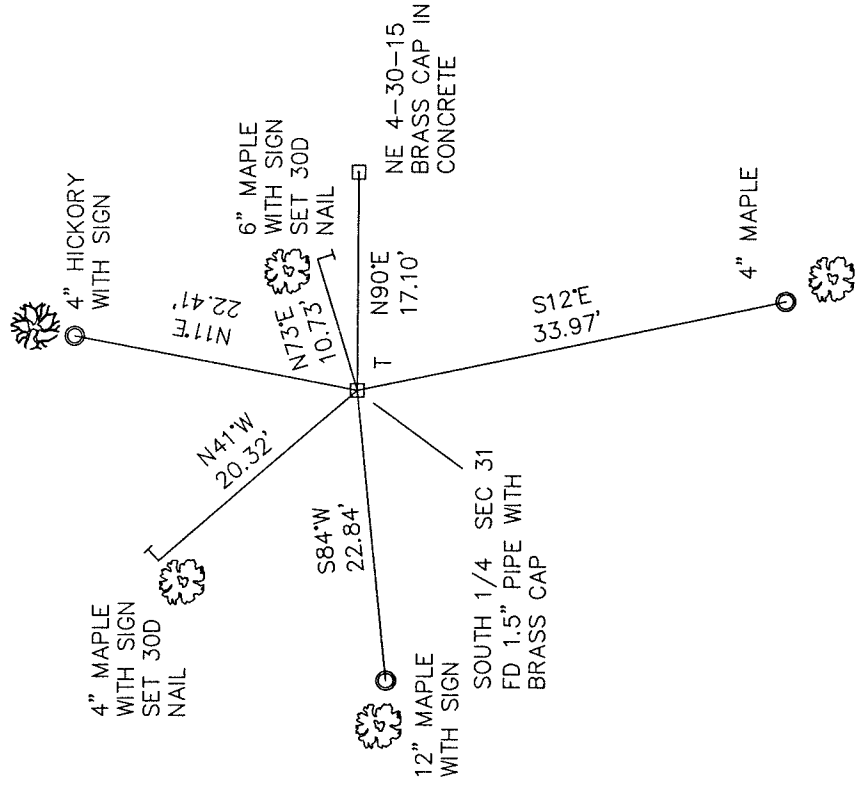 4" HICKORY
WITH SIGN
N11°E
22.41'
6" MAPLE
WITH SIGN
SET 30D
NAIL
N73°E
10.73'
NE 4-30-15
BRASS CAP IN
CONCRETE
N90°E
17.10'
T
4" MAPLE
S12°E
33.97'
N41°W
20.32'
4" MAPLE
WITH SIGN
SET 30D
NAIL
S84°W
22.84'
12" MAPLE
WITH SIGN
SOUTH 1/4 SEC 31
FD 1.5" PIPE WITH
BRASS CAP